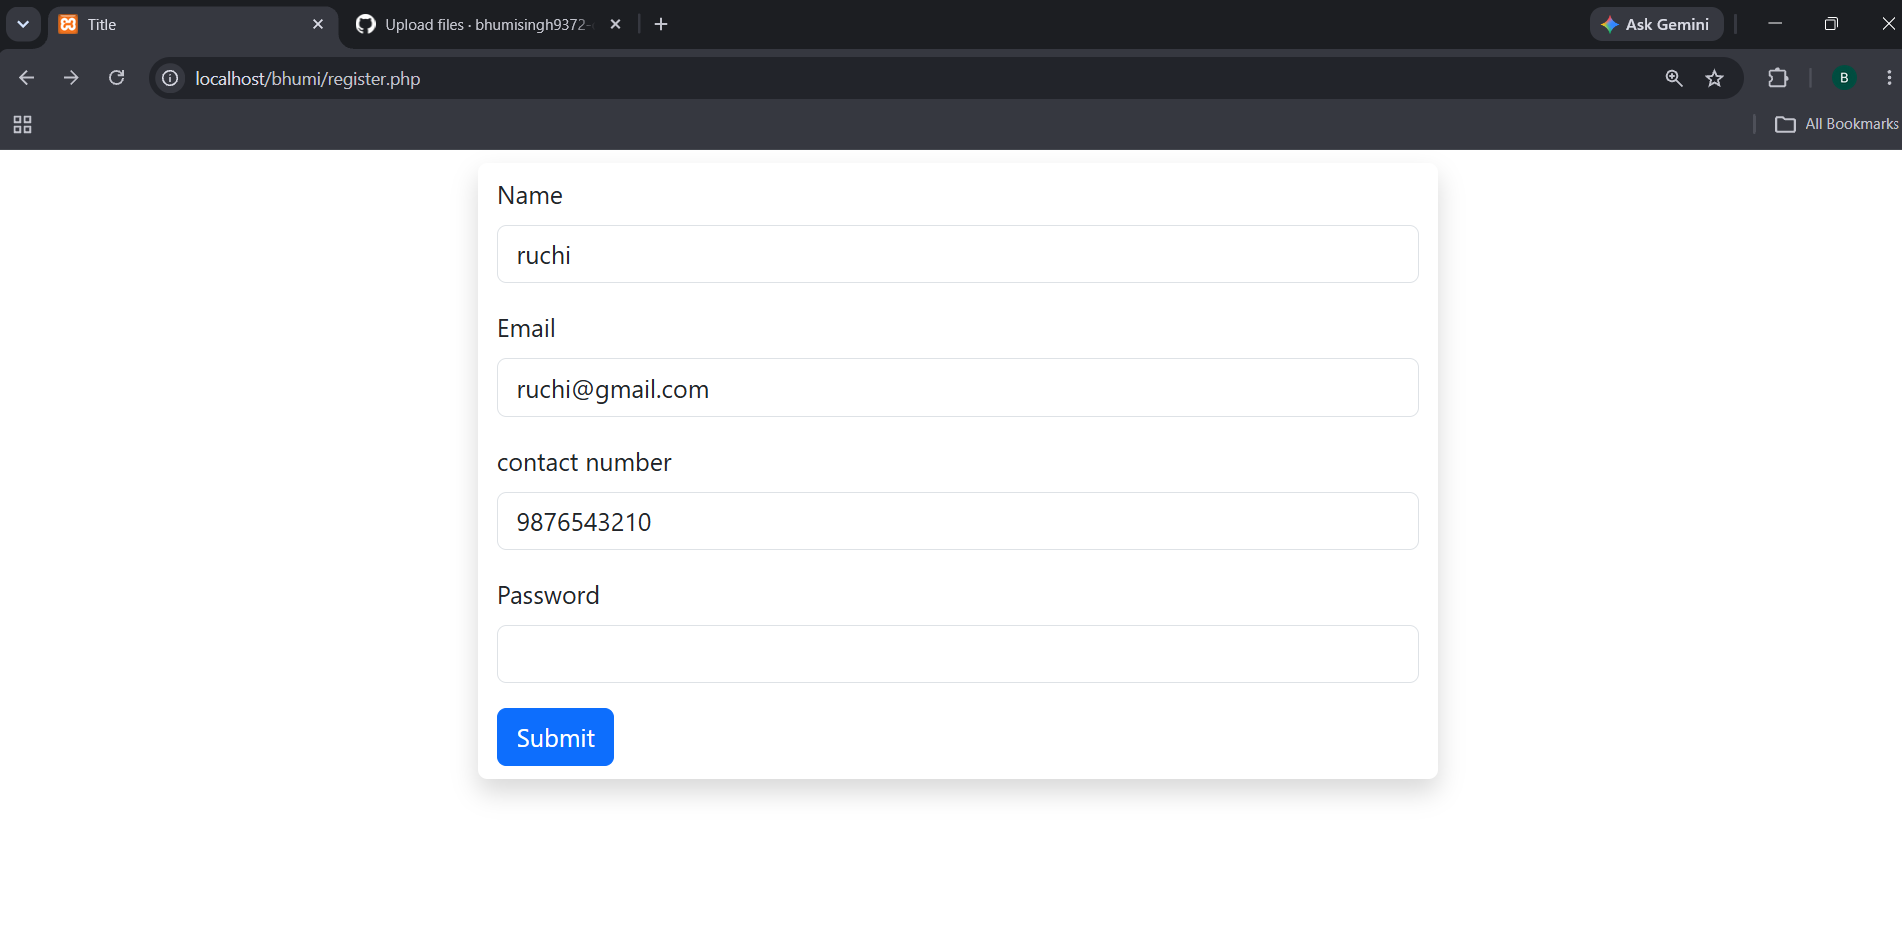 Title
Upload files · bhumisingh9372-
Ask Gemini
localhost/bhumi/register.php
B
All Bookmarks
Name
ruchi
Email
ruchi@gmail.com
contact number
9876543210
Password
Submit